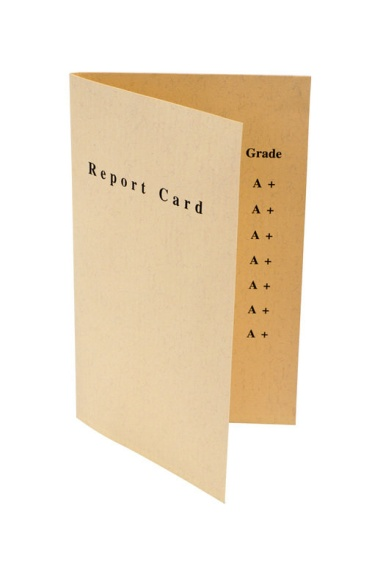 Report Card
Grade
A +
A +
A +
A +
A +
A +
A +